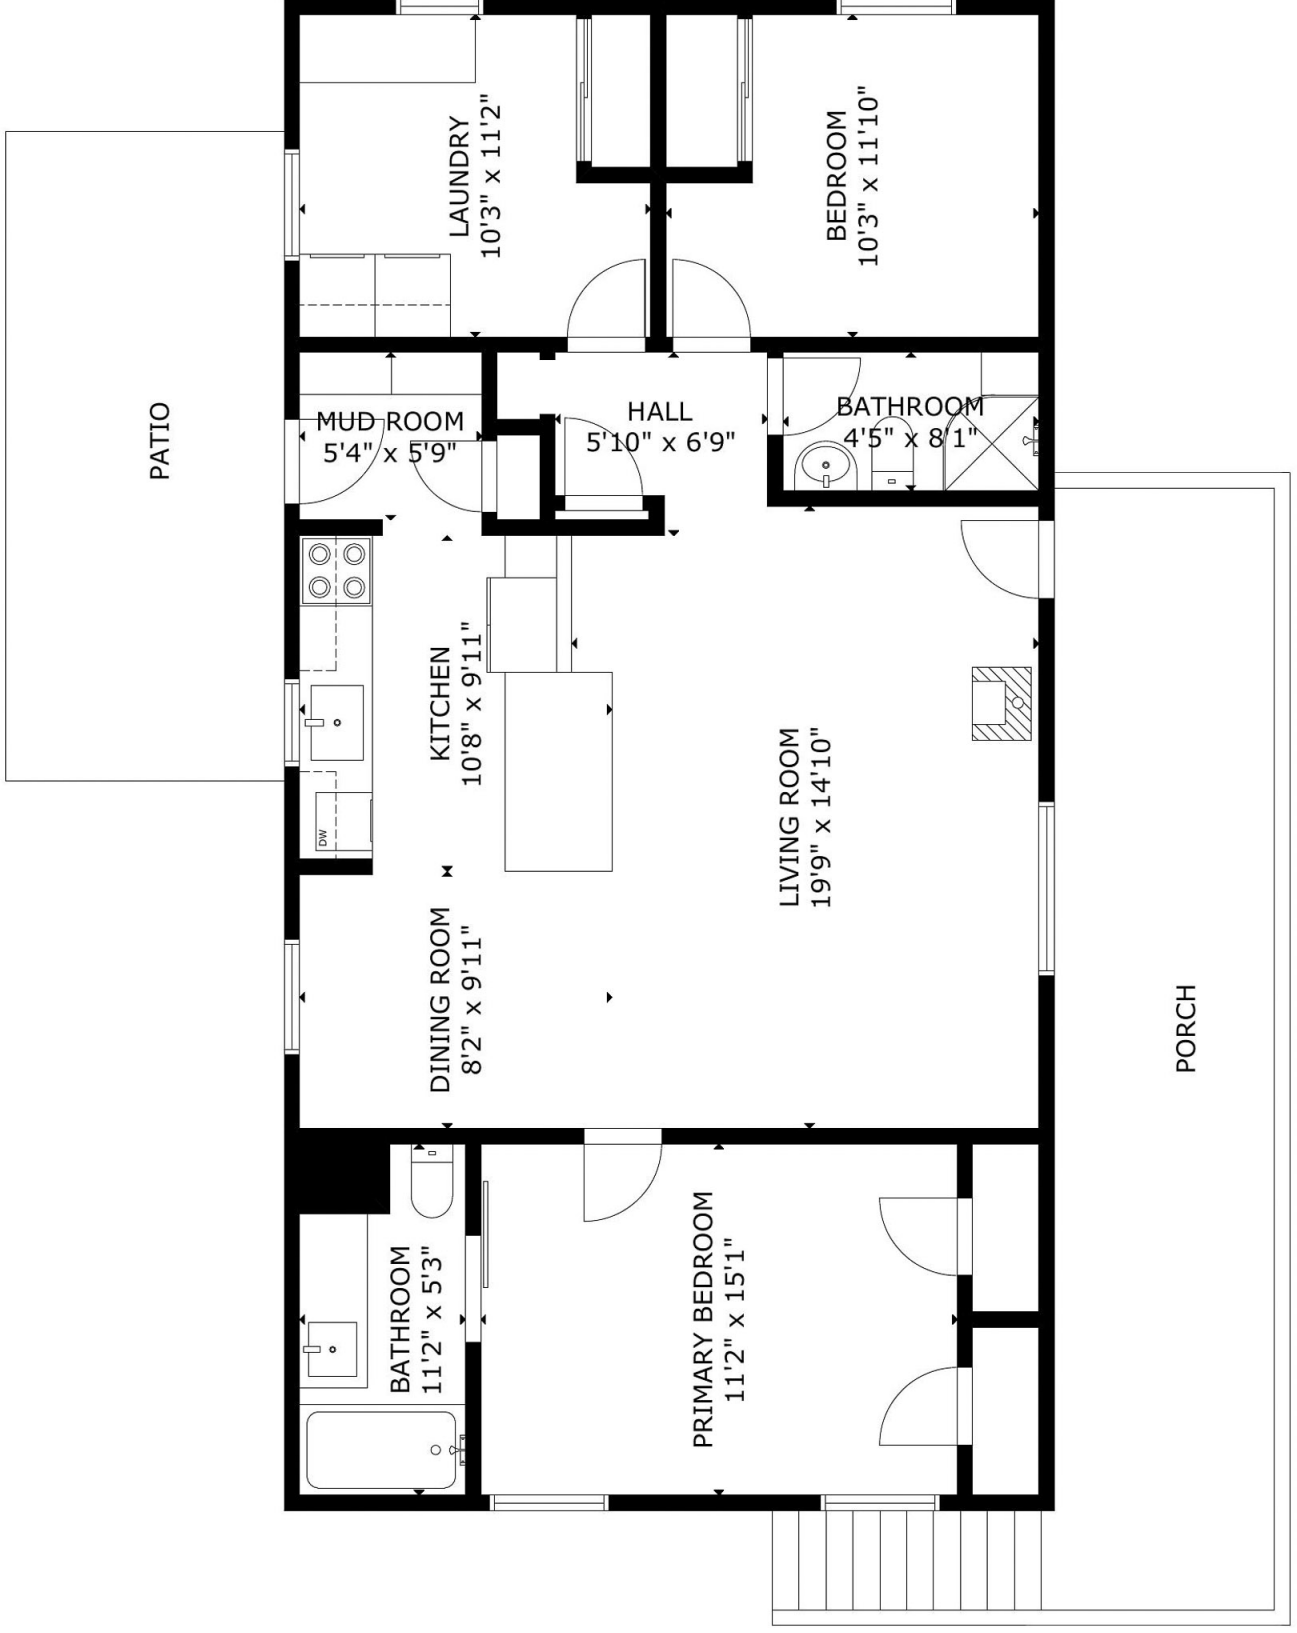 LAUNDRY
10'3" x 11'2"
BEDROOM
10'3" x 11'10"
PATIO
MUD ROOM
5'4" x 5'9"
HALL
5'10" x 6'9"
BATHROOM
4'5" x 8'1"
KITCHEN
10'8" x 9'11"
DW
LIVING ROOM
19'9" x 14'10"
DINING ROOM
8'2" x 9'11"
PORCH
BATHROOM
11'2" x 5'3"
PRIMARY BEDROOM
11'2" x 15'1"